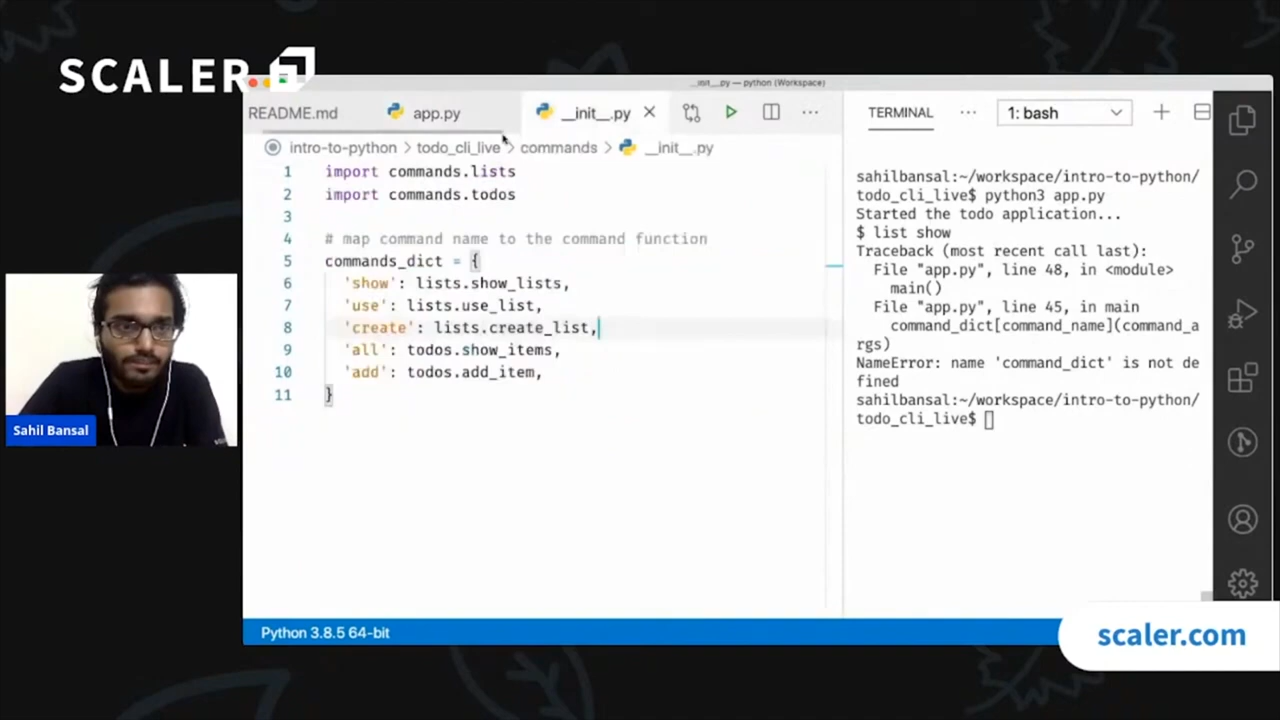 SCALER
__init__.py — python (Workspace)
README.md
app.py
__init__.py
intro-to-python > todo_cli_live > commands > __init__.py
1 import commands.lists
2 import commands.todos
3
4 # map command name to the command function
5 commands_dict = {
6 'show': lists.show_lists,
7 'use': lists.use_list,
8 'create': lists.create_list,
9 'all': todos.show_items,
10 'add': todos.add_item,
11 }
TERMINAL
1: bash
sahilbansal:~/workspace/intro-to-python/
todo_cli_live$ python3 app.py
Started the todo application...
$ list show
Traceback (most recent call last):
File "app.py", line 48, in <module>
main()
File "app.py", line 45, in main
command_dict[command_name](command_a
rgs)
NameError: name 'command_dict' is not de
fined
sahilbansal:~/workspace/intro-to-python/
todo_cli_live$
Sahil Bansal
Python 3.8.5 64-bit
scaler.com